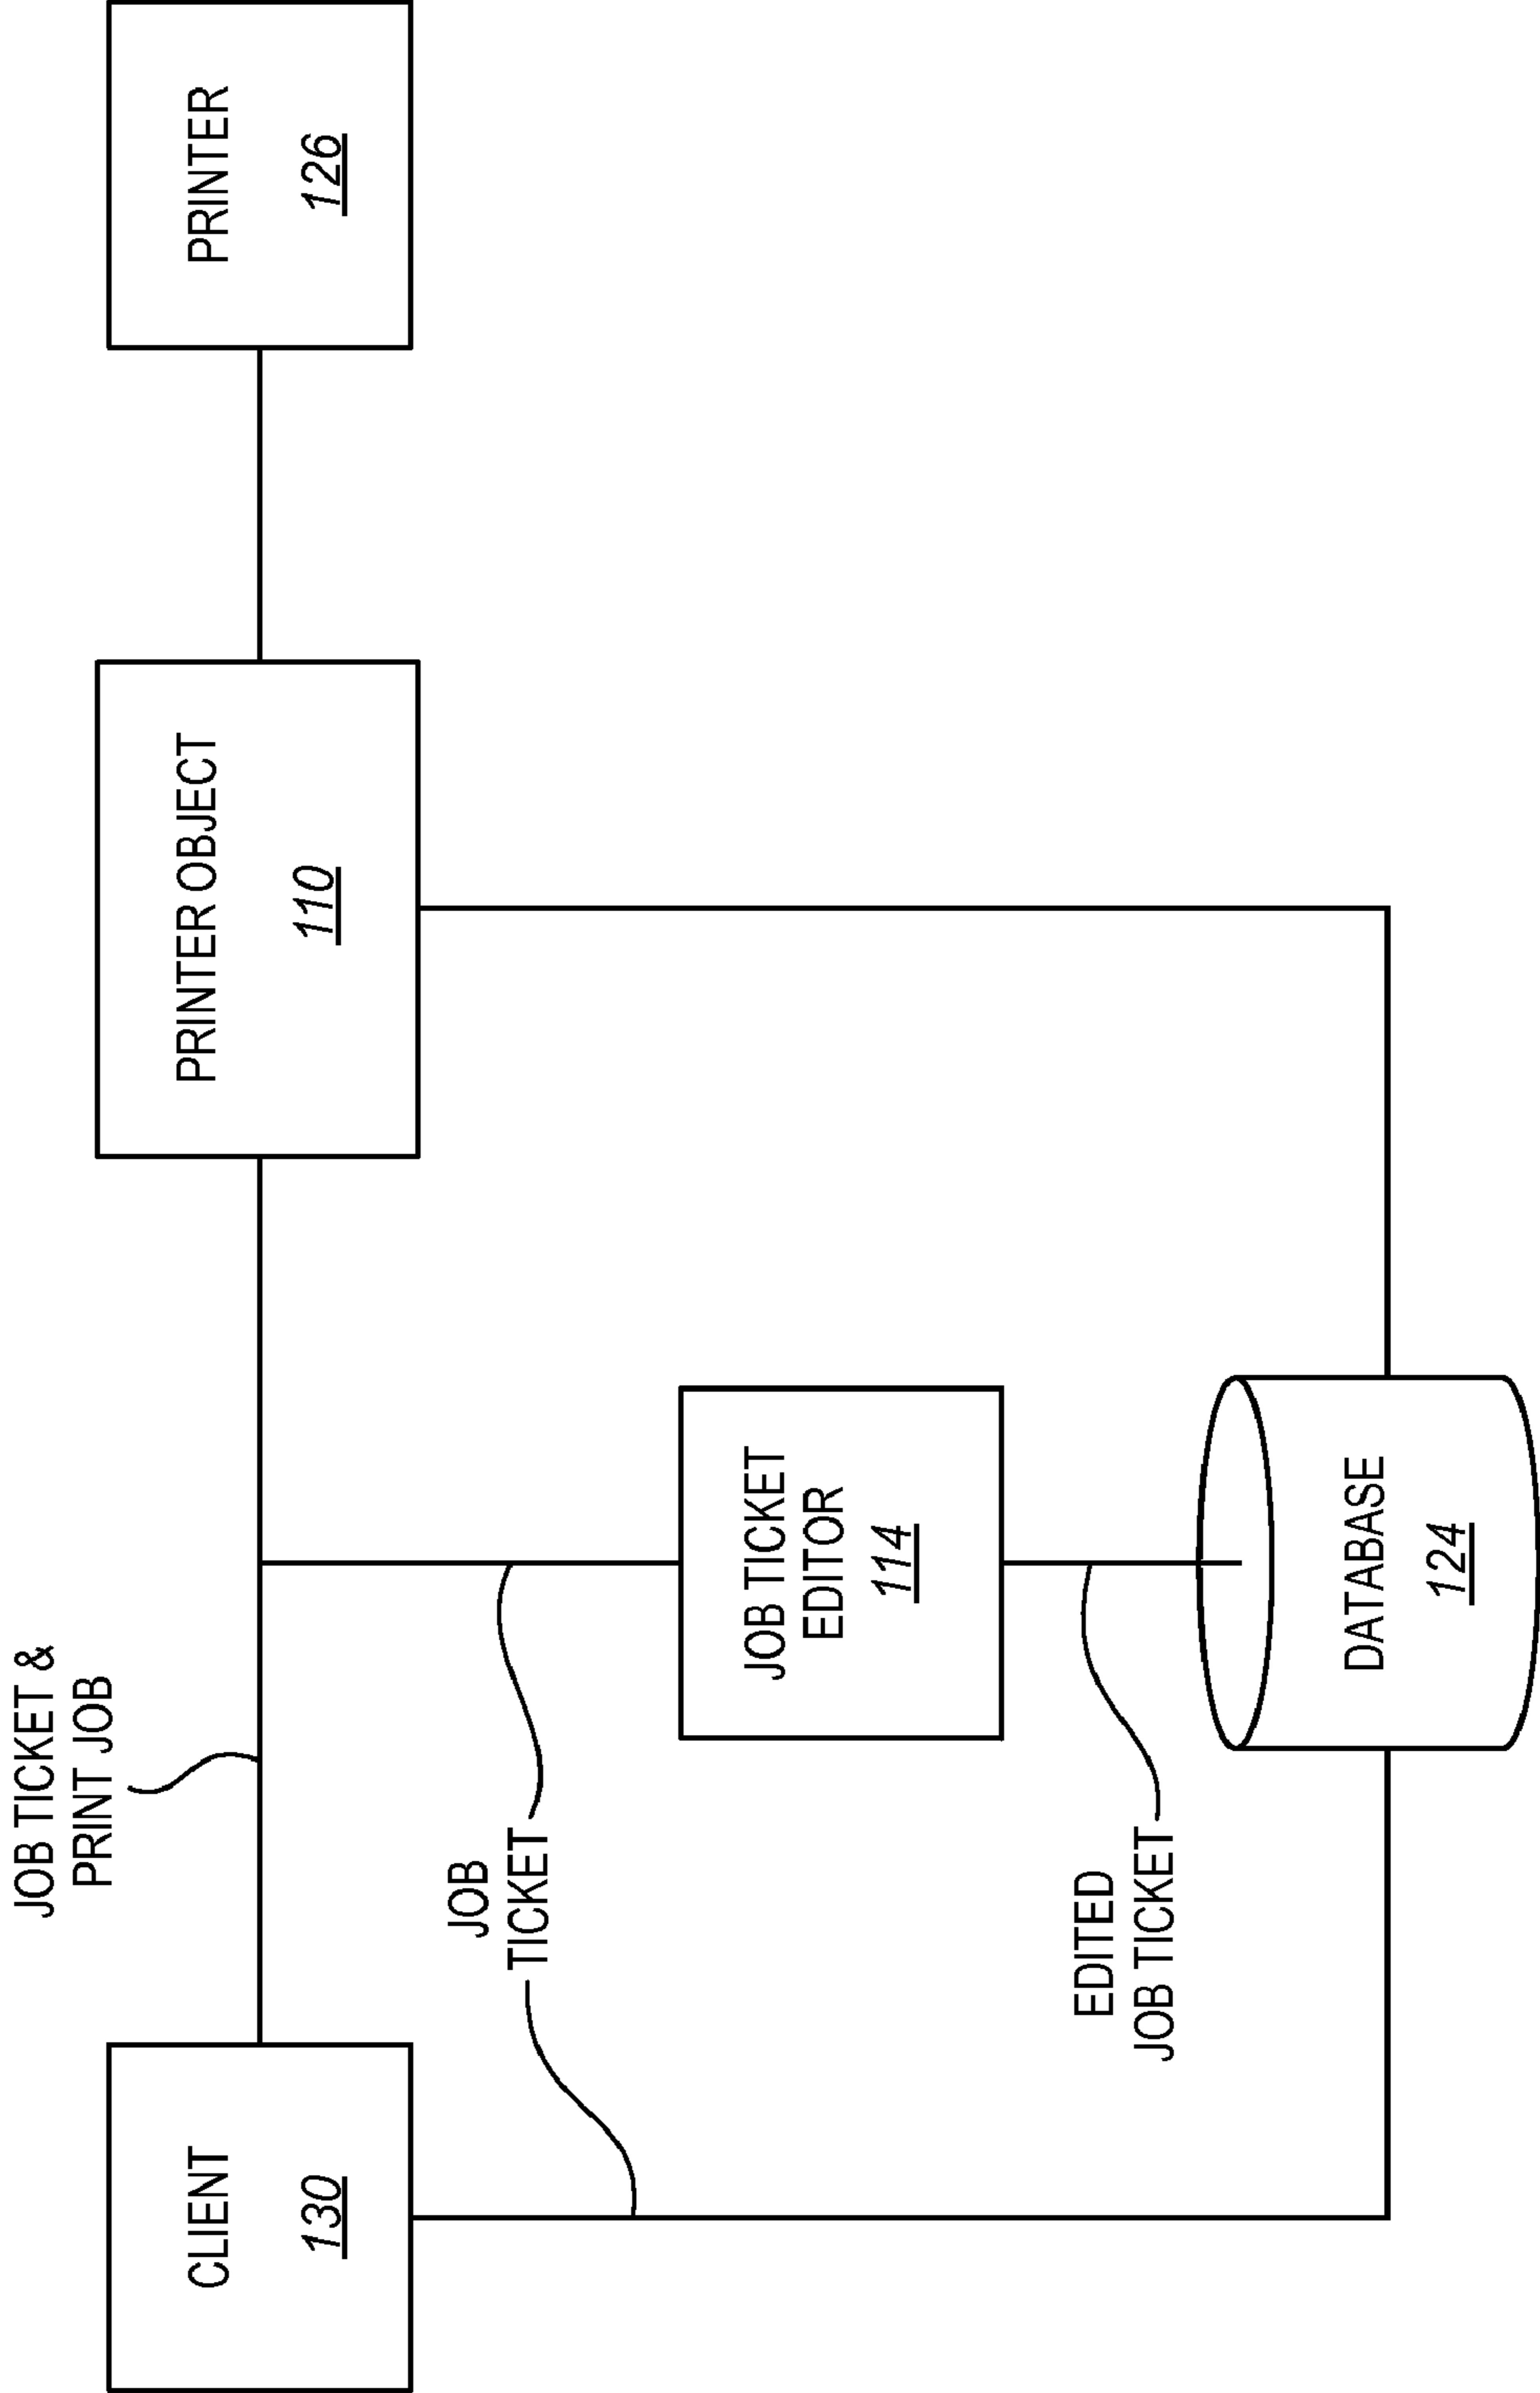 JOB TICKET &
PRINT JOB
CLIENT
130
PRINTER OBJECT
110
PRINTER
126
JOB
TICKET
JOB TICKET
EDITOR
114
EDITED
JOB TICKET
DATABASE
124